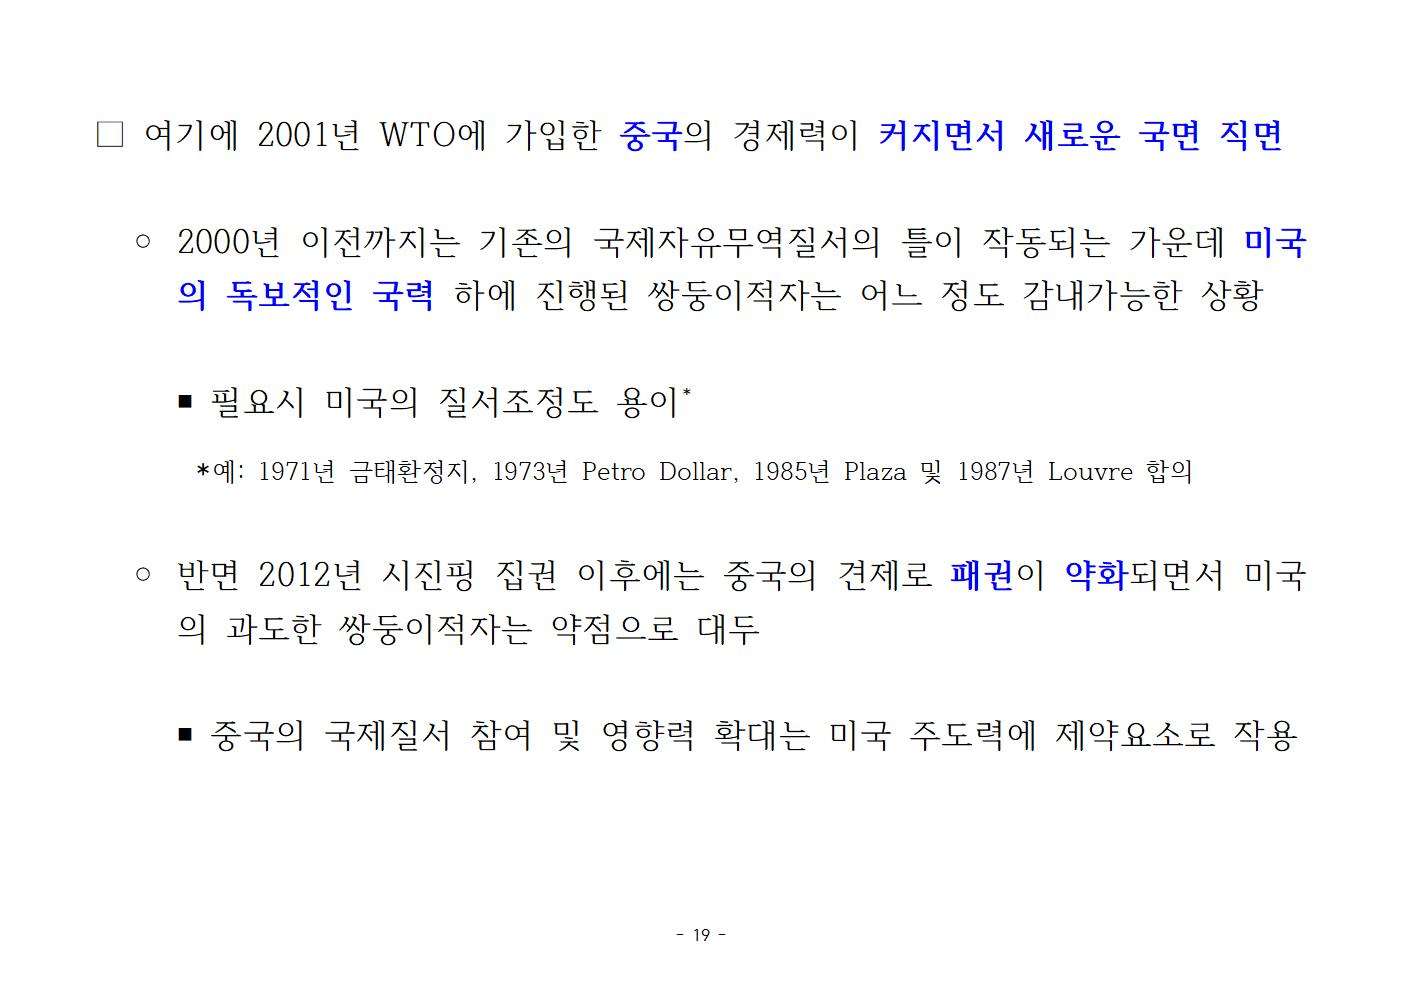 □ 여기에 2001년 WTO에 가입한 중국의 경제력이 커지면서 새로운 국면 직면
○ 2000년 이전까지는 기존의 국제자유무역질서의 틀이 작동되는 가운데 미국
의 독보적인 국력 하에 진행된 쌍둥이적자는 어느 정도 감내가능한 상황
■ 필요시 미국의 질서조정도 용이*
*예: 1971년 금태환정지, 1973년 Petro Dollar, 1985년 Plaza 및 1987년 Louvre 합의
○ 반면 2012년 시진핑 집권 이후에는 중국의 견제로 패권이 약화되면서 미국
의 과도한 쌍둥이적자는 약점으로 대두
■ 중국의 국제질서 참여 및 영향력 확대는 미국 주도력에 제약요소로 작용
- 19 -